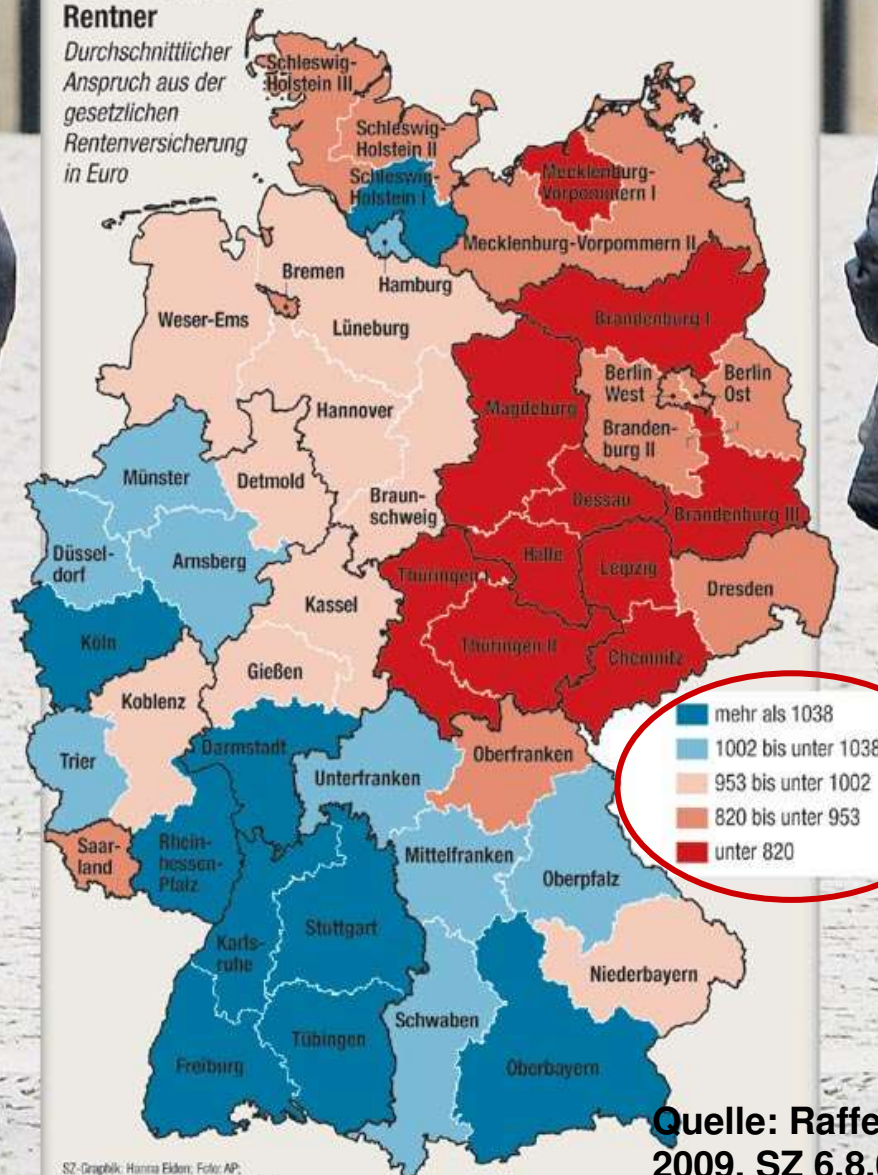 Rentner
Durchschnittlicher
Anspruch aus der
gesetzlichen
Rentenversicherung
in Euro
Schleswig-
Holstein III
Schleswig-
Holstein II
Schleswig-
Holstein I
Mecklenburg-
Vorpommern I
Mecklenburg-Vorpommern II
Bremen
Hamburg
Weser-Ems
Lüneburg
Brandenburg I
Berlin
West
Berlin
Ost
Hannover
Magdeburg
Branden-
burg II
Münster
Detmold
Braun-
schweig
Dessau
Brandenburg III
Düssel-
dorf
Arnsberg
Halle
Leipzig
Thüringen I
Kassel
Dresden
Köln
Thüringen II
Chemnitz
Gießen
Koblenz
mehr als 1038
1002 bis unter 1038
953 bis unter 1002
820 bis unter 953
unter 820
Trier
Darmstadt
Oberfranken
Unterfranken
Saar-
land
Rhein-
hessen-
Pfalz
Mittelfranken
Oberpfalz
Karls-
ruhe
Stuttgart
Niederbayern
Schwaben
Tübingen
Freiburg
Oberbayern
Quelle: Raffe
2009, SZ 6.8.
SZ-Graphik: Hanna Eiden; Foto: AP;